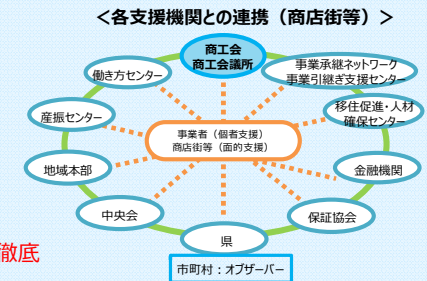 ＜各支援機関との連携（商店街等）＞
商工会
商工会議所
事業承継ネットワーク
事業引継ぎ支援センター
働き方センター
移住促進・人材
確保センター
産振センター
事業者（個者支援）
商店街等（面的支援）
地域本部
金融機関
中央会
保証協会
県
徹底
市町村：オブザーバー